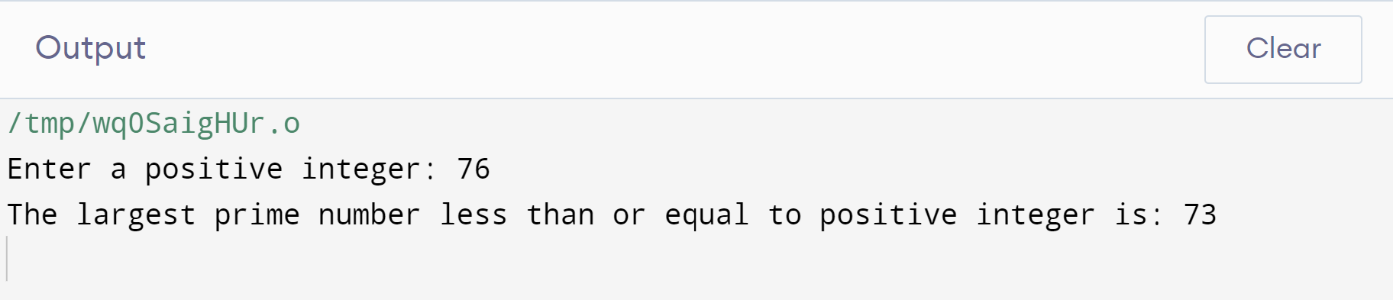 Output
Clear
/tmp/wq0SaigHUr.o
Enter a positive integer: 76
The largest prime number less than or equal to positive integer is: 73